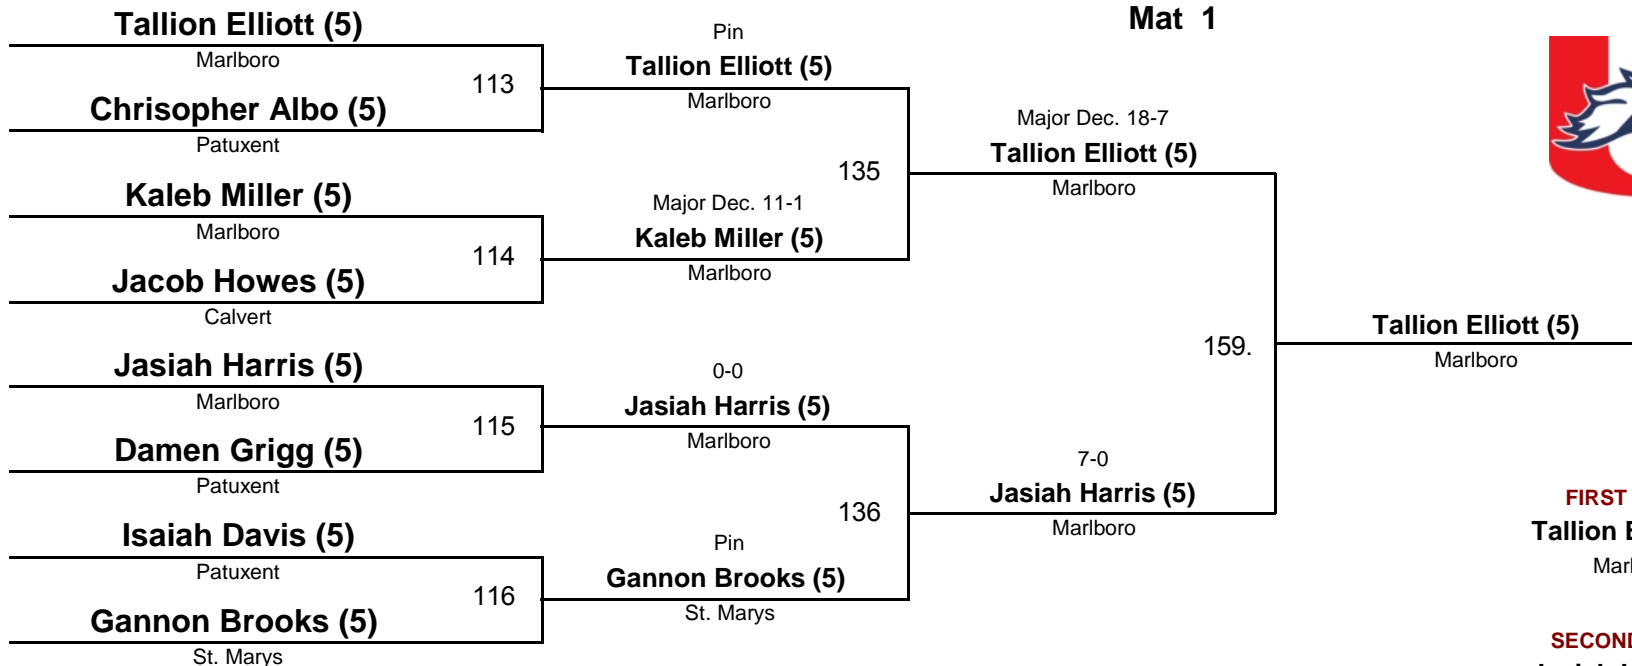 Mat 1
Tallion Elliott (5)
Marlboro
113
Chrisopher Albo (5)
Patuxent
Kaleb Miller (5)
Marlboro
114
Jacob Howes (5)
Calvert
Jasiah Harris (5)
Marlboro
115
Damen Grigg (5)
Patuxent
Isaiah Davis (5)
Patuxent
116
Gannon Brooks (5)
St. Marys
Pin
Tallion Elliott (5)
Marlboro
135
Major Dec. 11-1
Kaleb Miller (5)
Marlboro
0-0
Jasiah Harris (5)
Marlboro
136
Pin
Gannon Brooks (5)
St. Marys
Major Dec. 18-7
Tallion Elliott (5)
Marlboro
159.
7-0
Jasiah Harris (5)
Marlboro
Tallion Elliott (5)
Marlboro
FIRST
Tallion E
Marl
SECOND